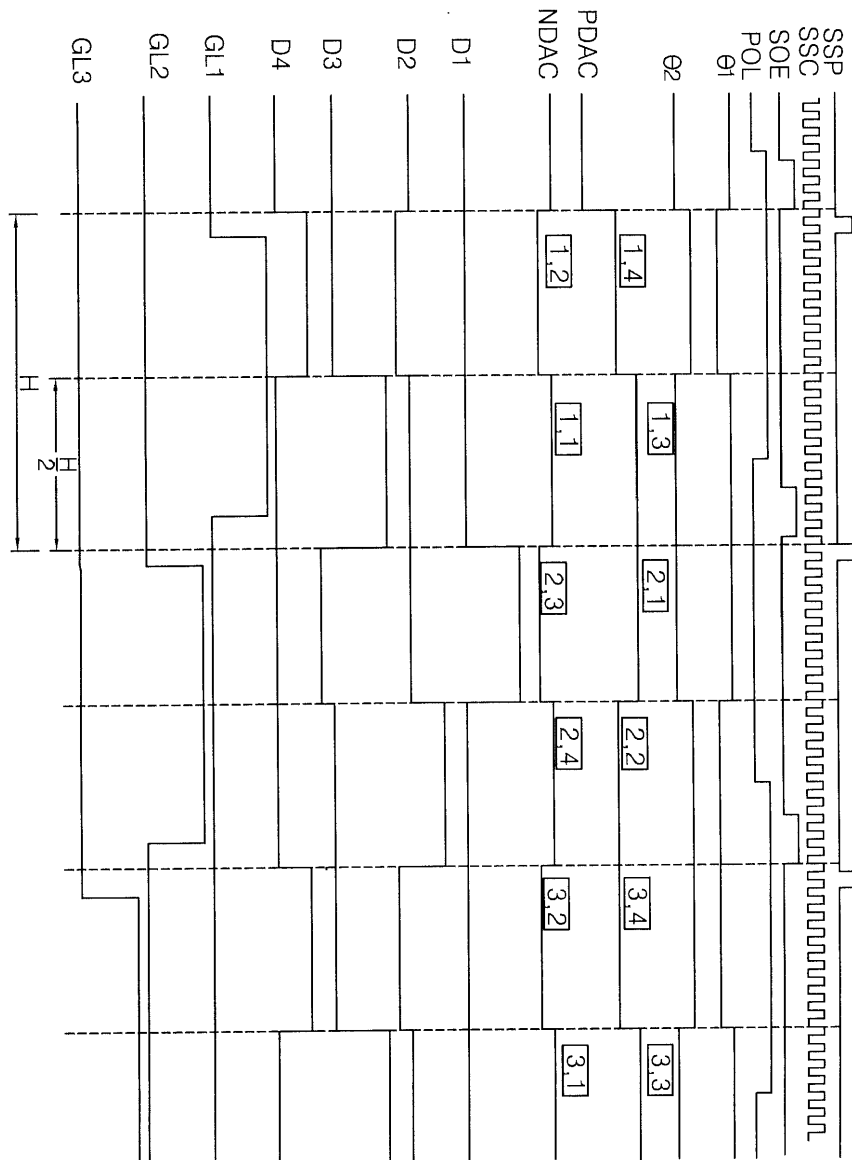 SSP
SSC
SOE
POL
θ1
θ2
PDAC
NDAC
D1
D2
D3
D4
GL1
GL2
GL3
1,4
1,3
2,1
2,2
3,4
3,3
1,2
1,1
2,3
2,4
3,2
3,1
H
2
H